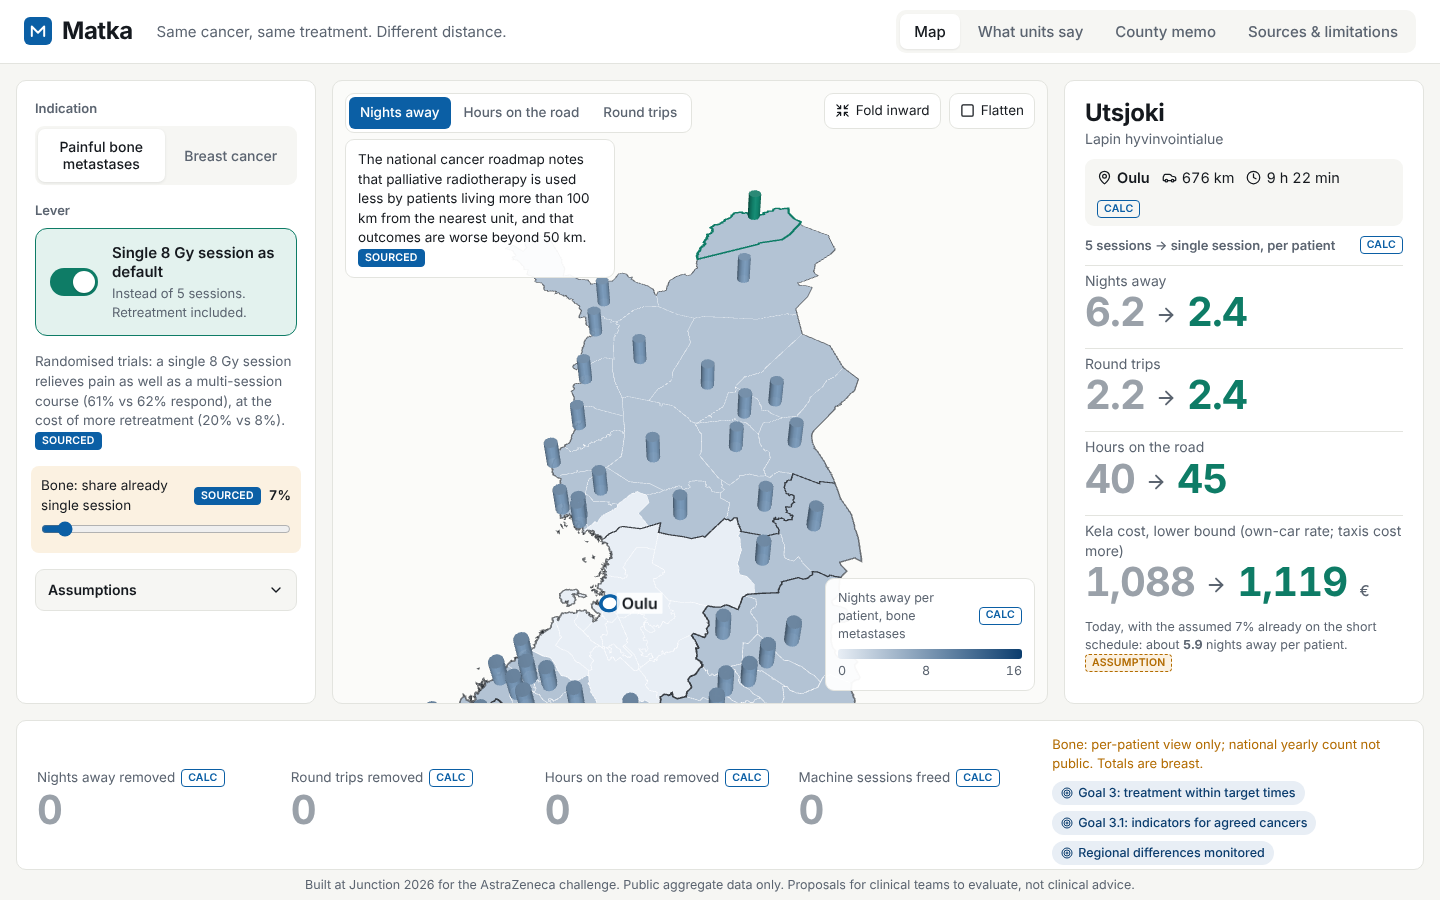 Matka
Same cancer, same treatment. Different distance.
Map
What units say
County memo
Sources & limitations
Indication
Painful bone
metastases
Breast cancer
Lever
Single 8 Gy session as
default
Instead of 5 sessions.
Retreatment included.
Randomised trials: a single 8 Gy session
relieves pain as well as a multi-session
course (61% vs 62% respond), at the
cost of more retreatment (20% vs 8%).
SOURCED
Bone: share already
single session
SOURCED
7%
Assumptions
Nights away
Hours on the road
Round trips
Fold inward
Flatten
The national cancer roadmap notes
that palliative radiotherapy is used
less by patients living more than 100
km from the nearest unit, and that
outcomes are worse beyond 50 km.
SOURCED
Oulu
Nights away per
patient, bone
metastases
CALC
0
8
16
Utsjoki
Lapin hyvinvointialue
Oulu
676 km
9 h 22 min
CALC
5 sessions → single session, per patient
CALC
Nights away
6.2 → 2.4
Round trips
2.2 → 2.4
Hours on the road
40 → 45
Kela cost, lower bound (own-car rate; taxis cost
more)
1,088 → 1,119 €
Today, with the assumed 7% already on the short
schedule: about 5.9 nights away per patient.
ASSUMPTION
Nights away removed CALC
0
Round trips removed CALC
0
Hours on the road removed CALC
0
Machine sessions freed CALC
0
Bone: per-patient view only; national yearly count not
public. Totals are breast.
Goal 3: treatment within target times
Goal 3.1: indicators for agreed cancers
Regional differences monitored
Built at Junction 2026 for the AstraZeneca challenge. Public aggregate data only. Proposals for clinical teams to evaluate, not clinical advice.